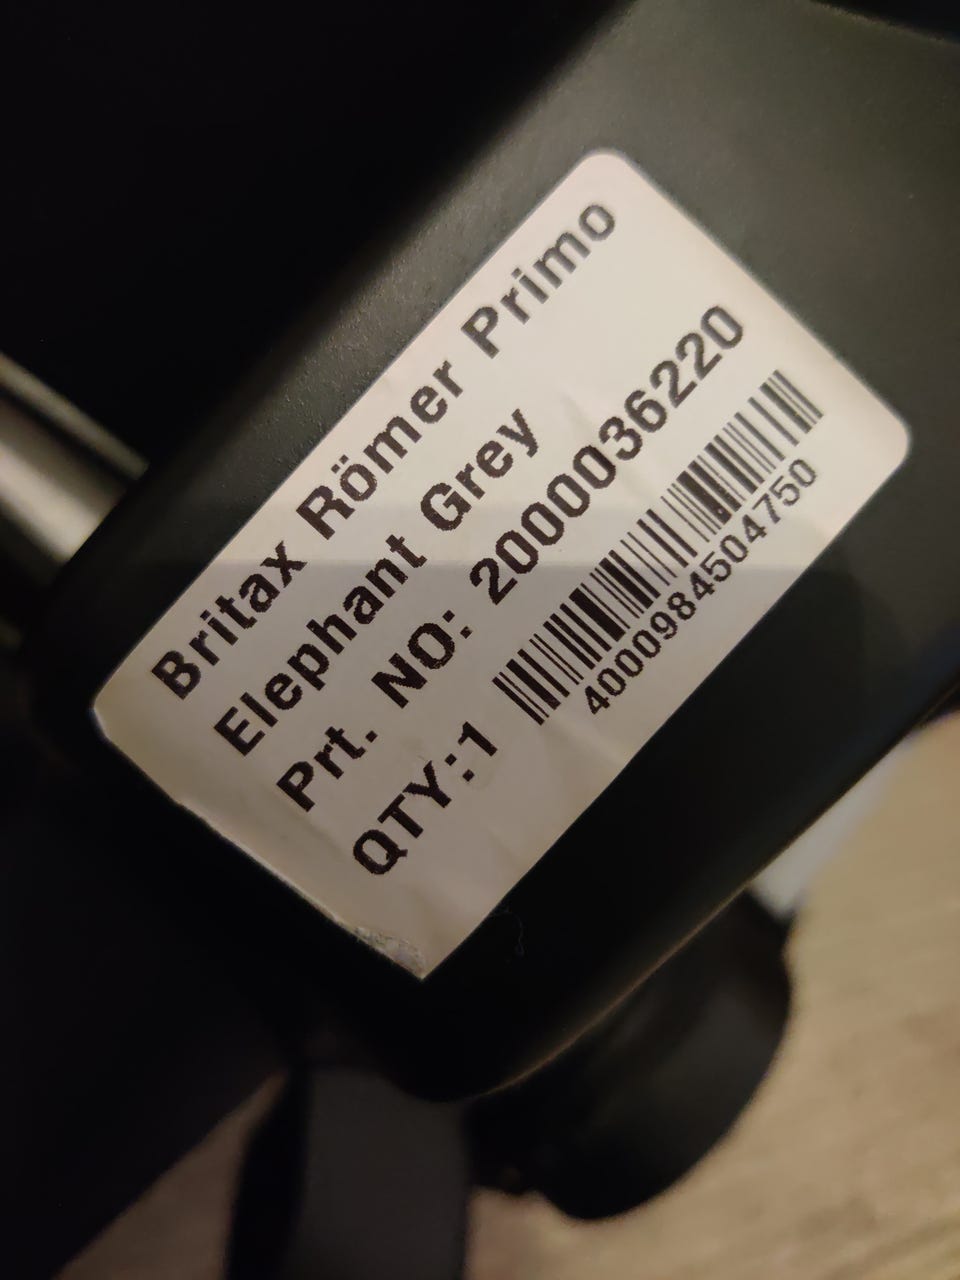 Britax Römer Primo
Elephant Grey
Prt. NO: 2000036220
QTY:1
4000984504750